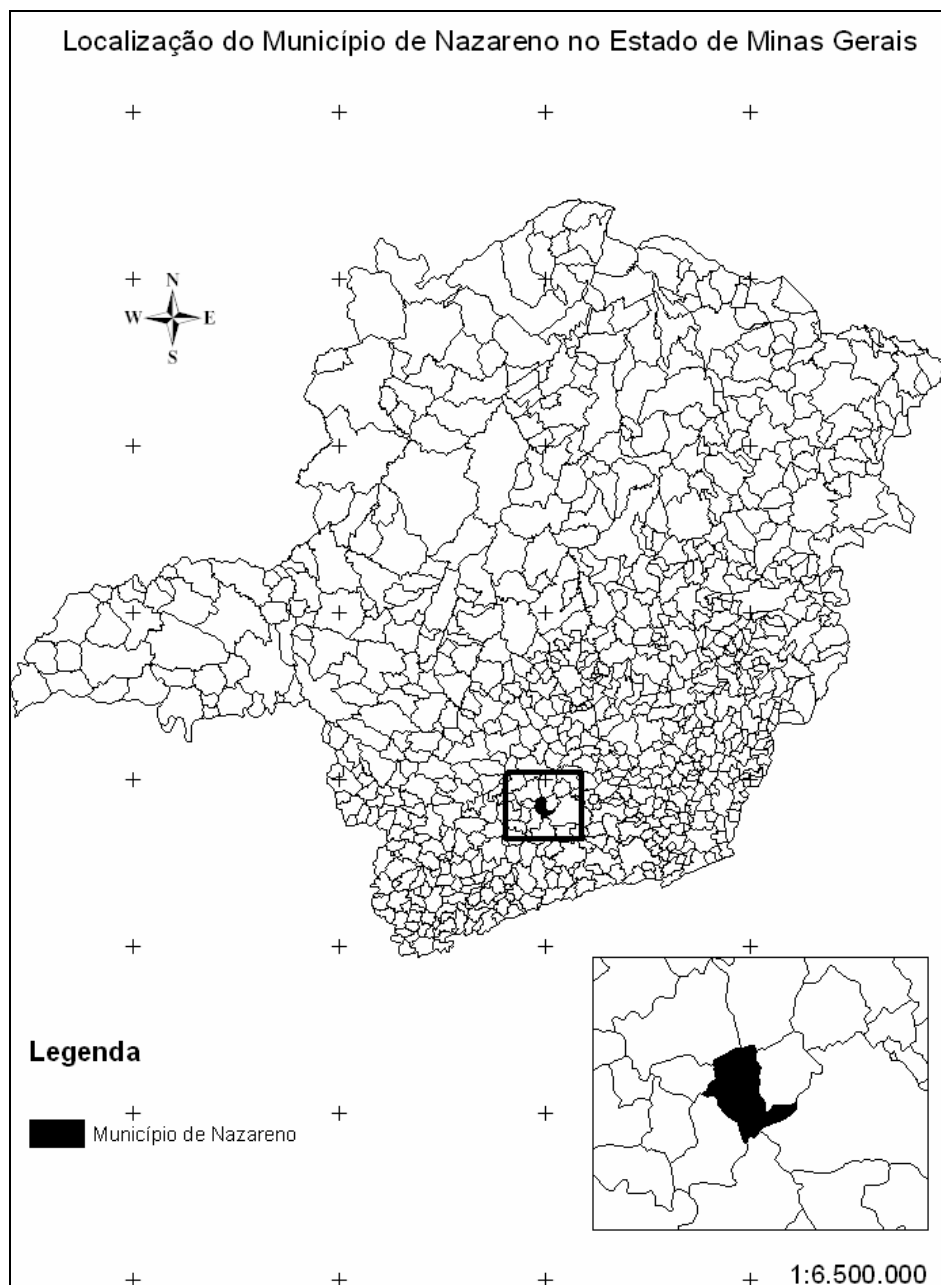 Localização do Município de Nazareno no Estado de Minas Gerais
N
W E
S
Legenda
Município de Nazareno
1:6.500.000